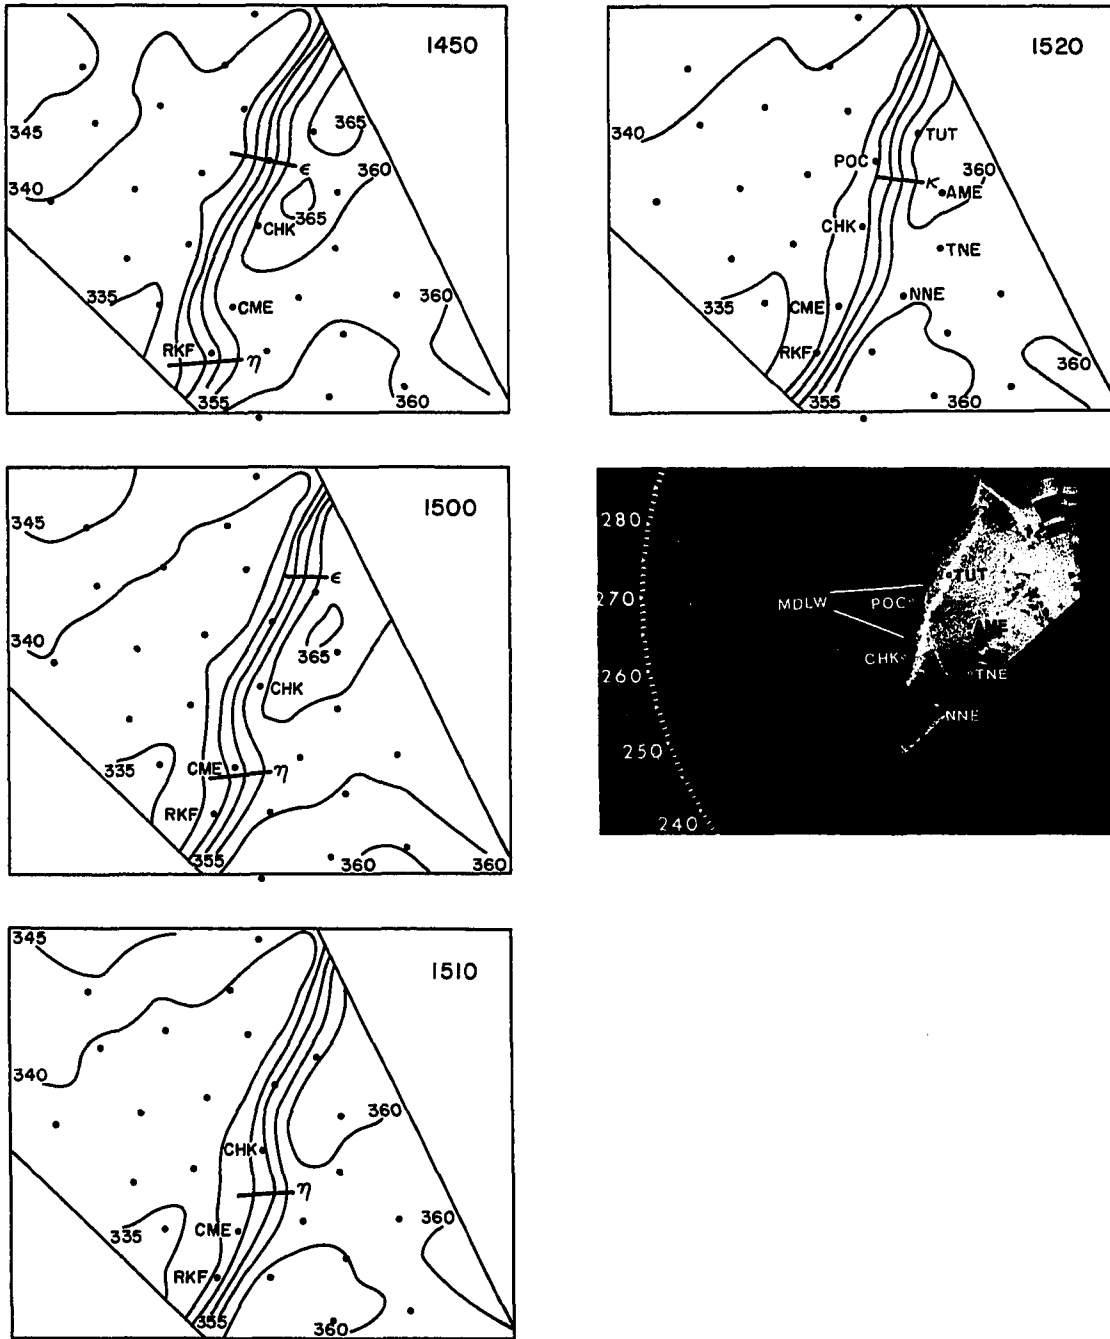 1450
345
365
ϵ
360
340
365
CHK
335
CME
360
RKF
η
355
360
1520
340
TUT
POC
κ
360
AME
CHK
TNE
335
CME
NNE
RKF
360
355
360
1500
345
ϵ
340
365
CHK
335
CME
η
RKF
355
360
360
280
TUT
270
MDLW
POC
AME
CHK
260
TNE
NNE
250
240
1510
345
340
360
CHK
η
335
CME
360
RKF
355
360